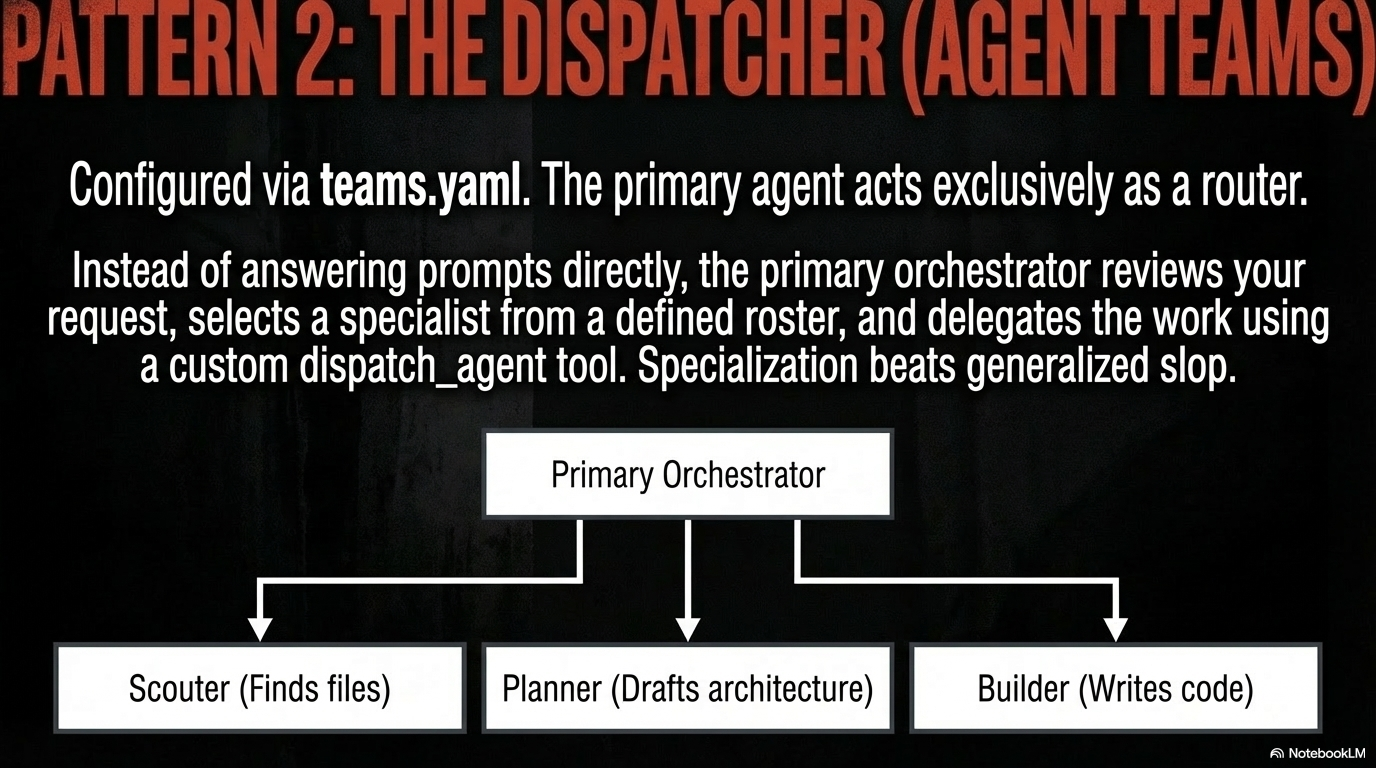 PATTERN 2: THE DISPATCHER (AGENT TEAMS)
Configured via teams.yaml. The primary agent acts exclusively as a router.
Instead of answering prompts directly, the primary orchestrator reviews your
request, selects a specialist from a defined roster, and delegates the work using
a custom dispatch_agent tool. Specialization beats generalized slop.
Primary Orchestrator
Scouter (Finds files)
Planner (Drafts architecture)
Builder (Writes code)
NotebookLM